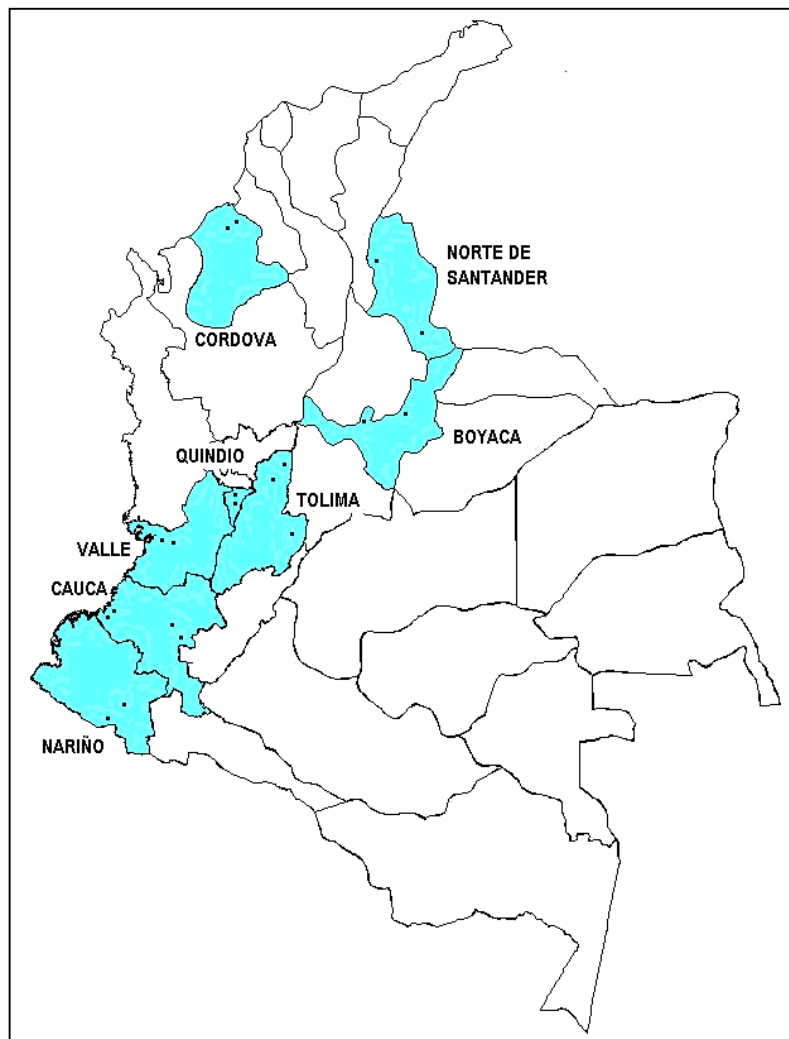 NORTE DE
SANTANDER
CORDOVA
BOYACA
QUINDIO
TOLIMA
VALLE
CAUCA
NARIÑO